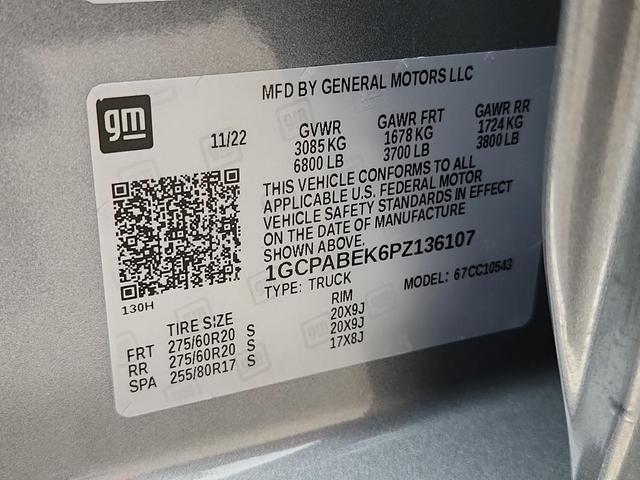 MFD BY GENERAL MOTORS LLC
gm
11/22
GVWR GAWR FRT GAWR RR
3085 KG 1678 KG 1724 KG
6800 LB 3700 LB 3800 LB
THIS VEHICLE CONFORMS TO ALL
APPLICABLE U.S. FEDERAL MOTOR
VEHICLE SAFETY STANDARDS IN EFFECT
ON THE DATE OF MANUFACTURE
SHOWN ABOVE.
1GCPABEK6PZ136107
TYPE: TRUCK MODEL: 67CC10543
130H
TIRE SIZE RIM
FRT 275/60R20 S 20X9J
RR 275/60R20 S 20X9J
SPA 255/80R17 S 17X8J